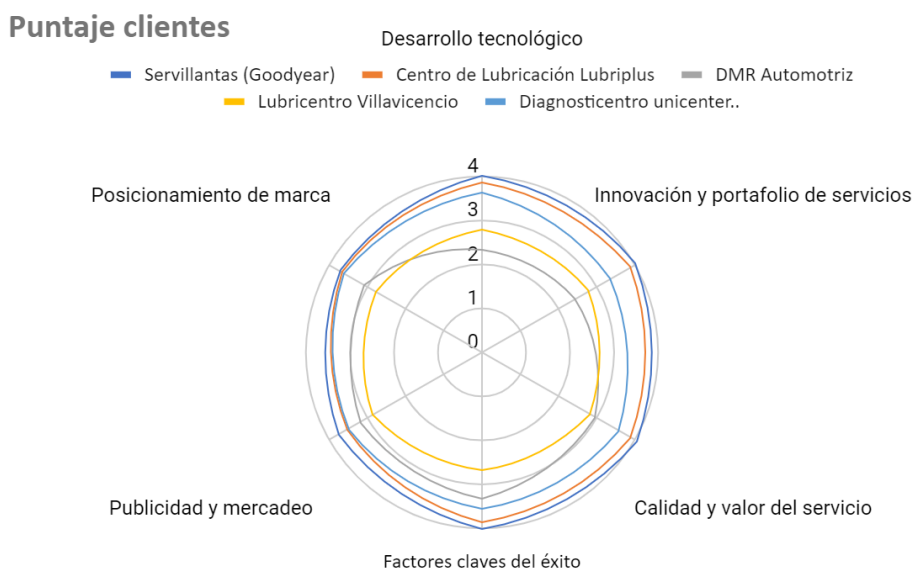 Puntaje clientes
Desarrollo tecnológico
Servillantas (Goodyear) Centro de Lubricación Lubriplus DMR Automotriz
Lubricentro Villavicencio Diagnosticentro unicenter..
4
Posicionamiento de marca Innovación y portafolio de servicios
3
2
1
0
Publicidad y mercadeo Calidad y valor del servicio
Factores claves del éxito